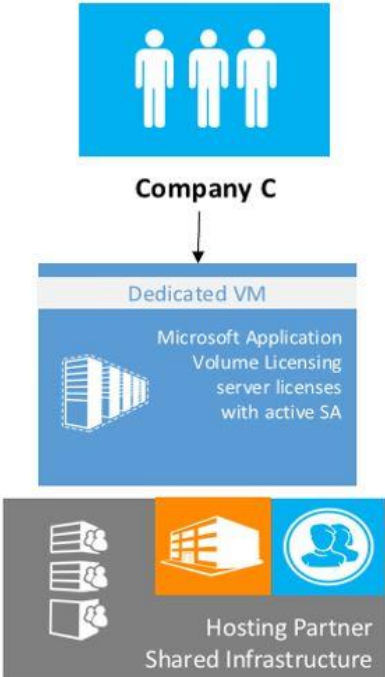 Company C
Dedicated VM
Microsoft Application
Volume Licensing
server licenses
with active SA
Hosting Partner
Shared Infrastructure